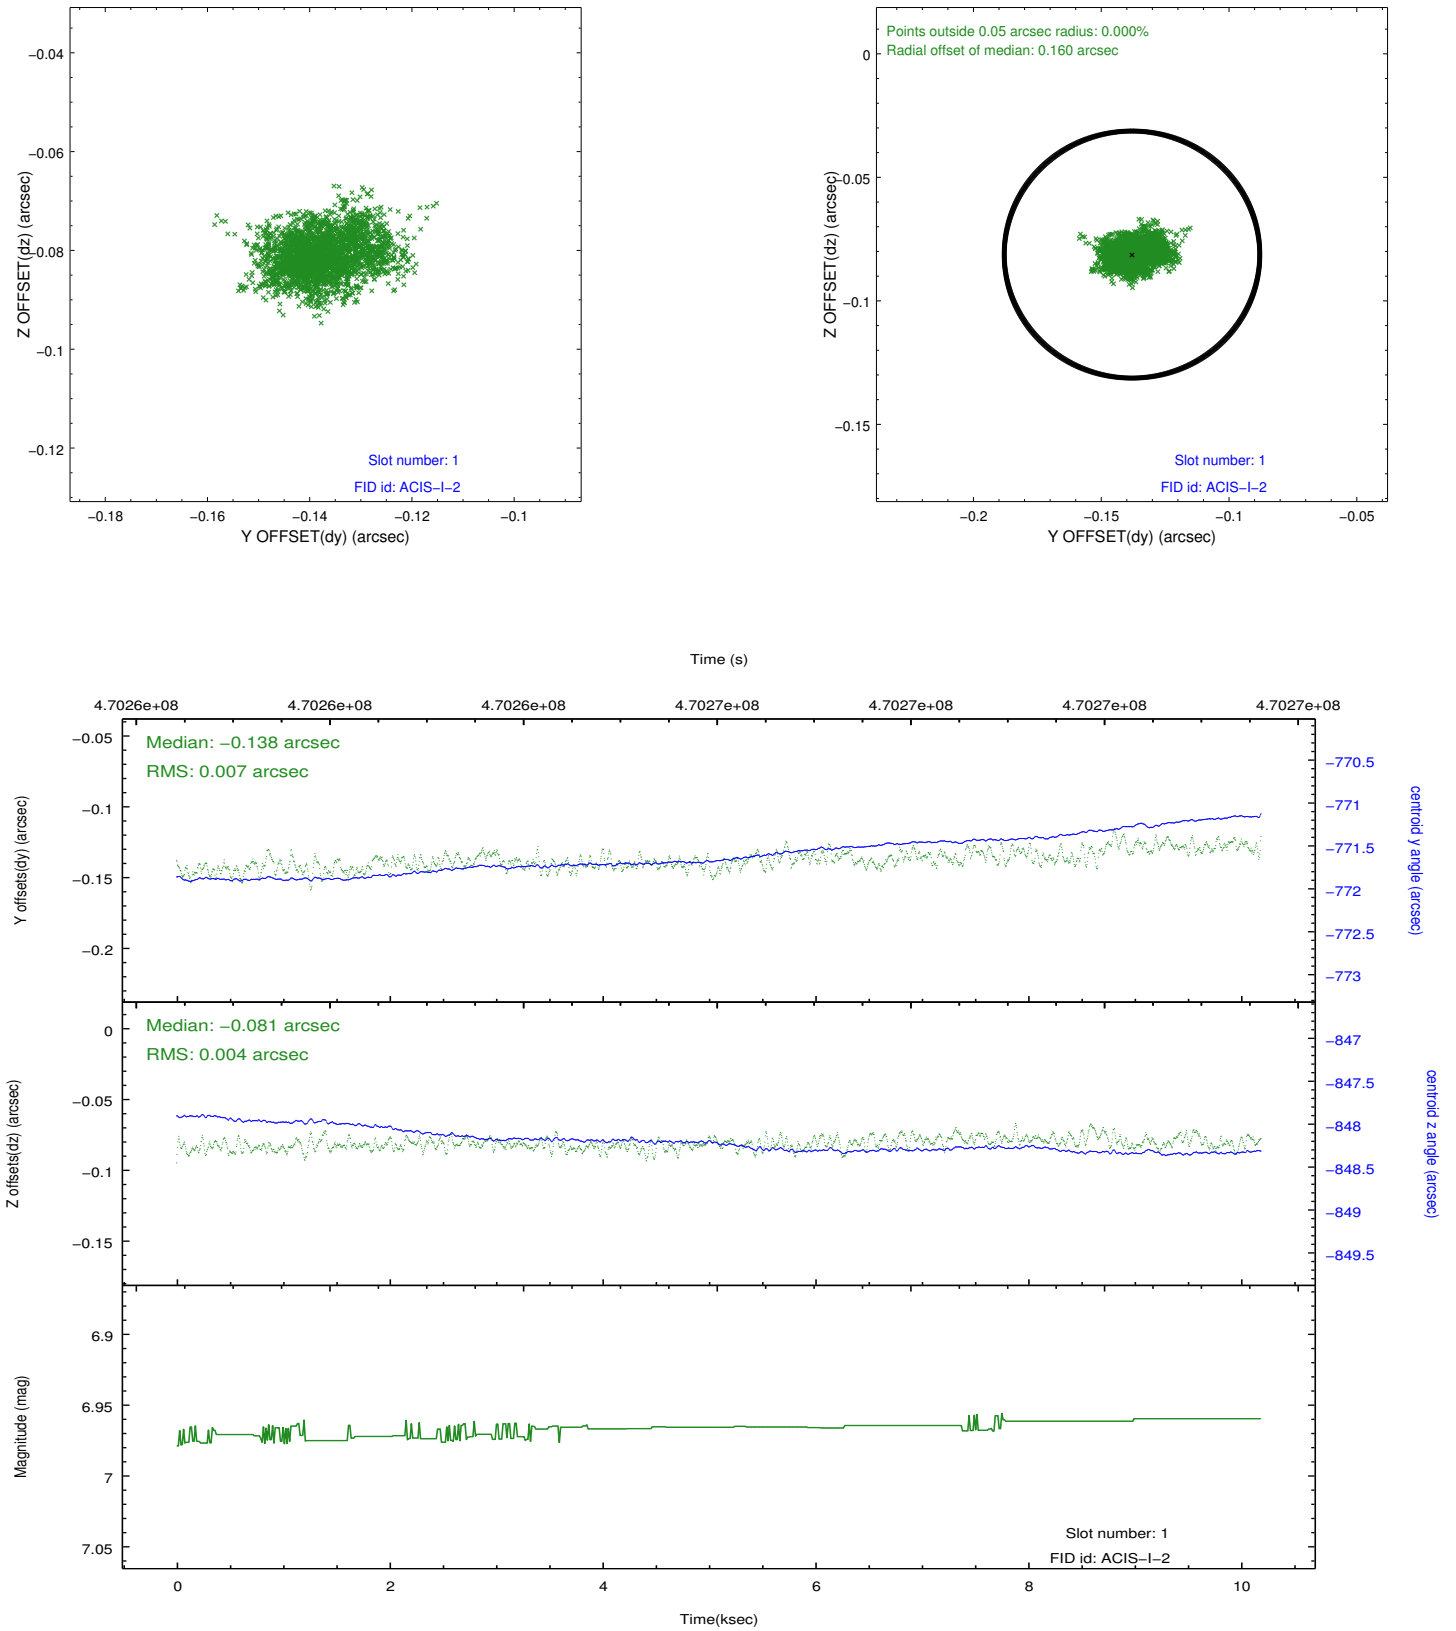 −0.04
−0.06
−0.08
−0.1
−0.12
Z OFFSET(dz) (arcsec)
Slot number: 1
FID id: ACIS−I−2
−0.18
−0.16
−0.14
−0.12
−0.1
Y OFFSET(dy) (arcsec)
Points outside 0.05 arcsec radius: 0.000%
Radial offset of median: 0.160 arcsec
0
−0.05
−0.1
−0.15
Z OFFSET(dz) (arcsec)
Slot number: 1
FID id: ACIS−I−2
−0.2
−0.15
−0.1
−0.05
Y OFFSET(dy) (arcsec)
Time (s)
4.7026e+08
4.7026e+08
4.7026e+08
4.7027e+08
4.7027e+08
4.7027e+08
4.7027e+08
Median: −0.138 arcsec
RMS: 0.007 arcsec
−0.05
−0.1
−0.15
−0.2
Y offsets(dy) (arcsec)
−770.5
−771
−771.5
−772
−772.5
−773
centroid y angle (arcsec)
Median: −0.081 arcsec
RMS: 0.004 arcsec
0
−0.05
−0.1
−0.15
Z offsets(dz) (arcsec)
−847
−847.5
−848
−848.5
−849
−849.5
centroid z angle (arcsec)
6.9
6.95
7
7.05
Magnitude (mag)
Slot number: 1
FID id: ACIS−I−2
0
2
4
6
8
10
Time(ksec)